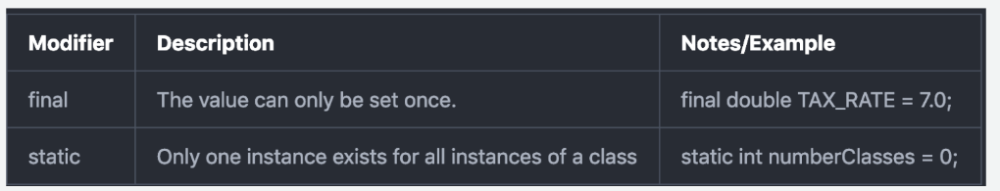 Modifier Description Notes/Example
final The value can only be set once. final double TAX_RATE = 7.0;
static Only one instance exists for all instances of a class static int numberClasses = 0;